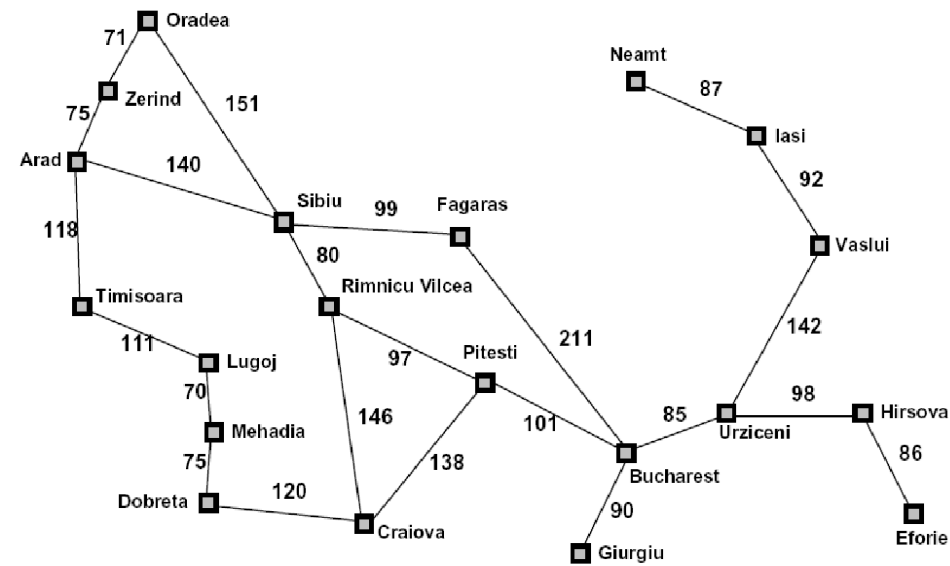 Oradea
71
Neamt
87
Zerind
151
75
Iasi
Arad
140
92
Sibiu
99
Fagaras
118
Vaslui
80
Rimnicu Vilcea
Timisoara
142
111
211
Lugoj
97
Pitesti
70
98
146
101
85
Hirsova
Mehadia
Urziceni
75
138
86
Bucharest
Dobreta
120
90
Craiova
Eforie
Giurgiu